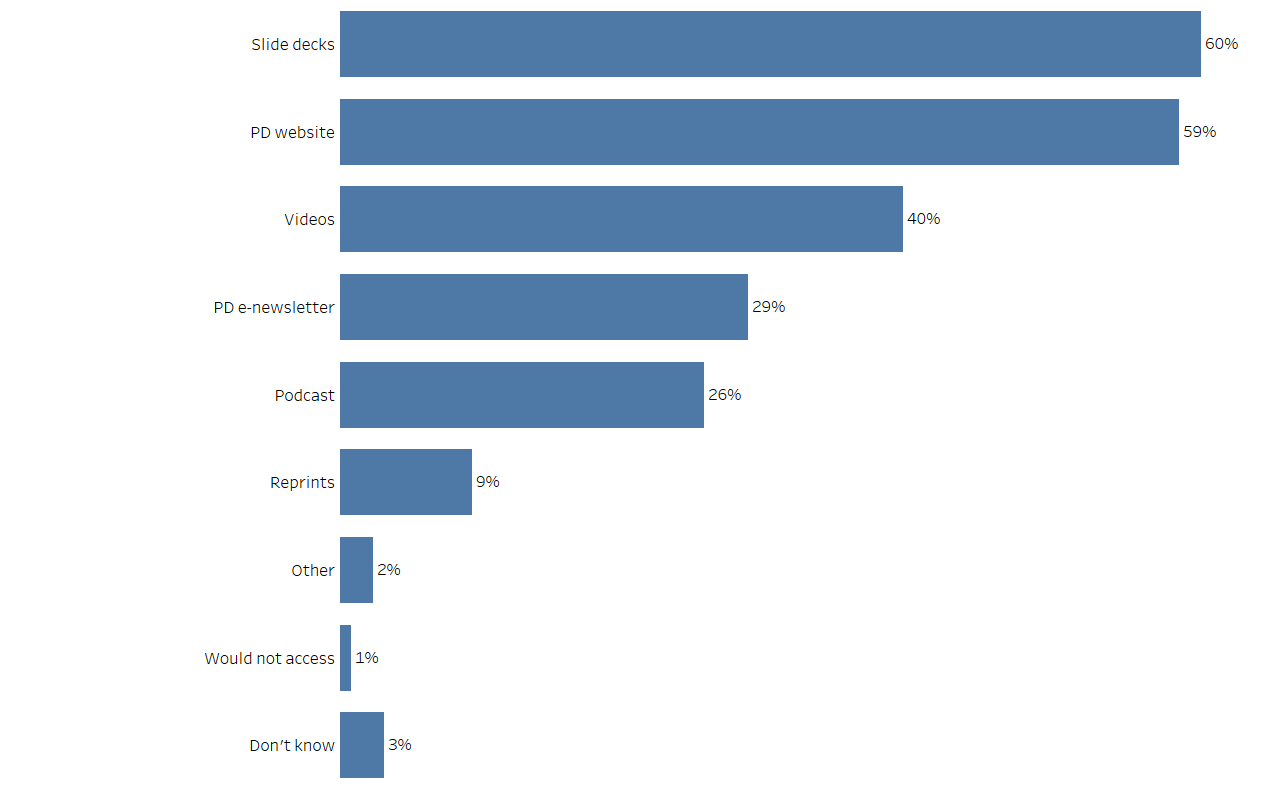 Slide decks 60%
PD website 59%
Videos 40%
PD e-newsletter 29%
Podcast 26%
Reprints 9%
Other 2%
Would not access 1%
Don’t know 3%